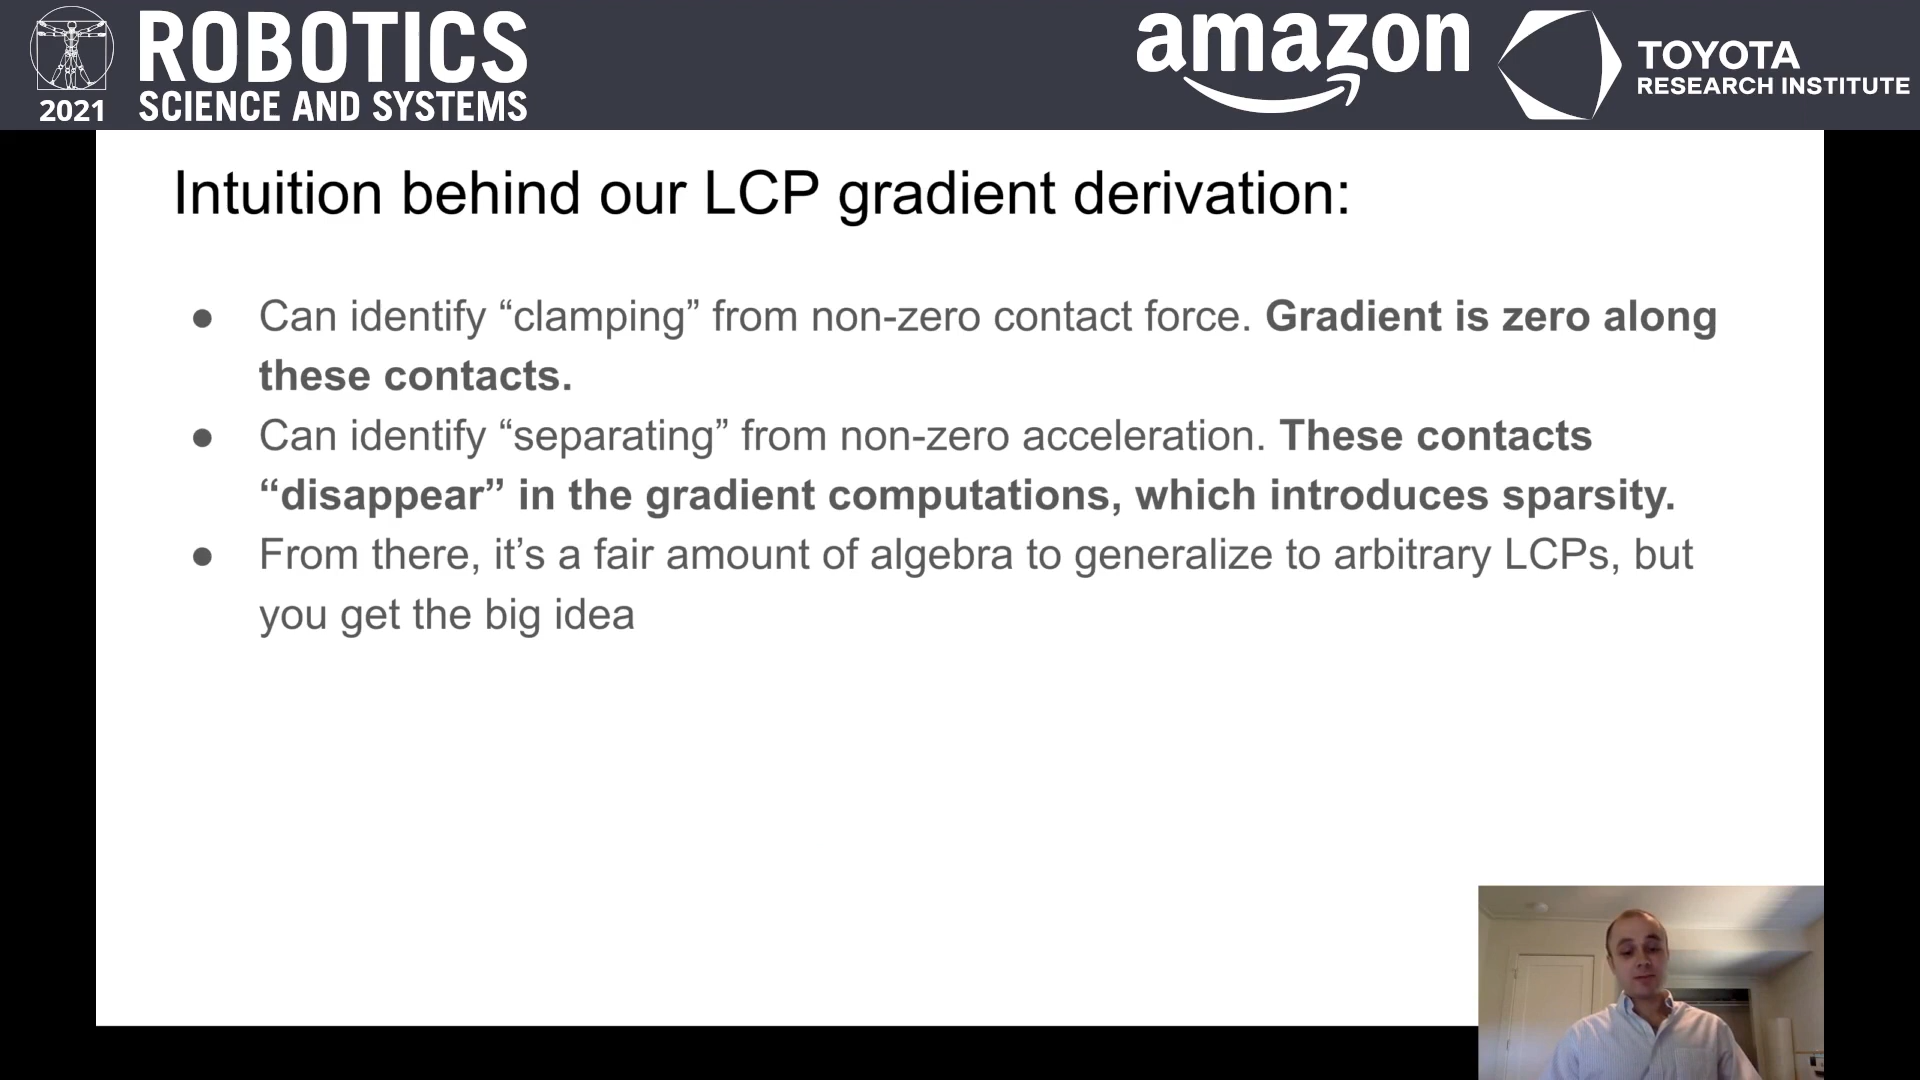 ROBOTICS
2021 SCIENCE AND SYSTEMS
amazon
TOYOTA
RESEARCH INSTITUTE
Intuition behind our LCP gradient derivation:
● Can identify “clamping” from non-zero contact force. Gradient is zero along
these contacts.
● Can identify “separating” from non-zero acceleration. These contacts
“disappear” in the gradient computations, which introduces sparsity.
● From there, it’s a fair amount of algebra to generalize to arbitrary LCPs, but
you get the big idea